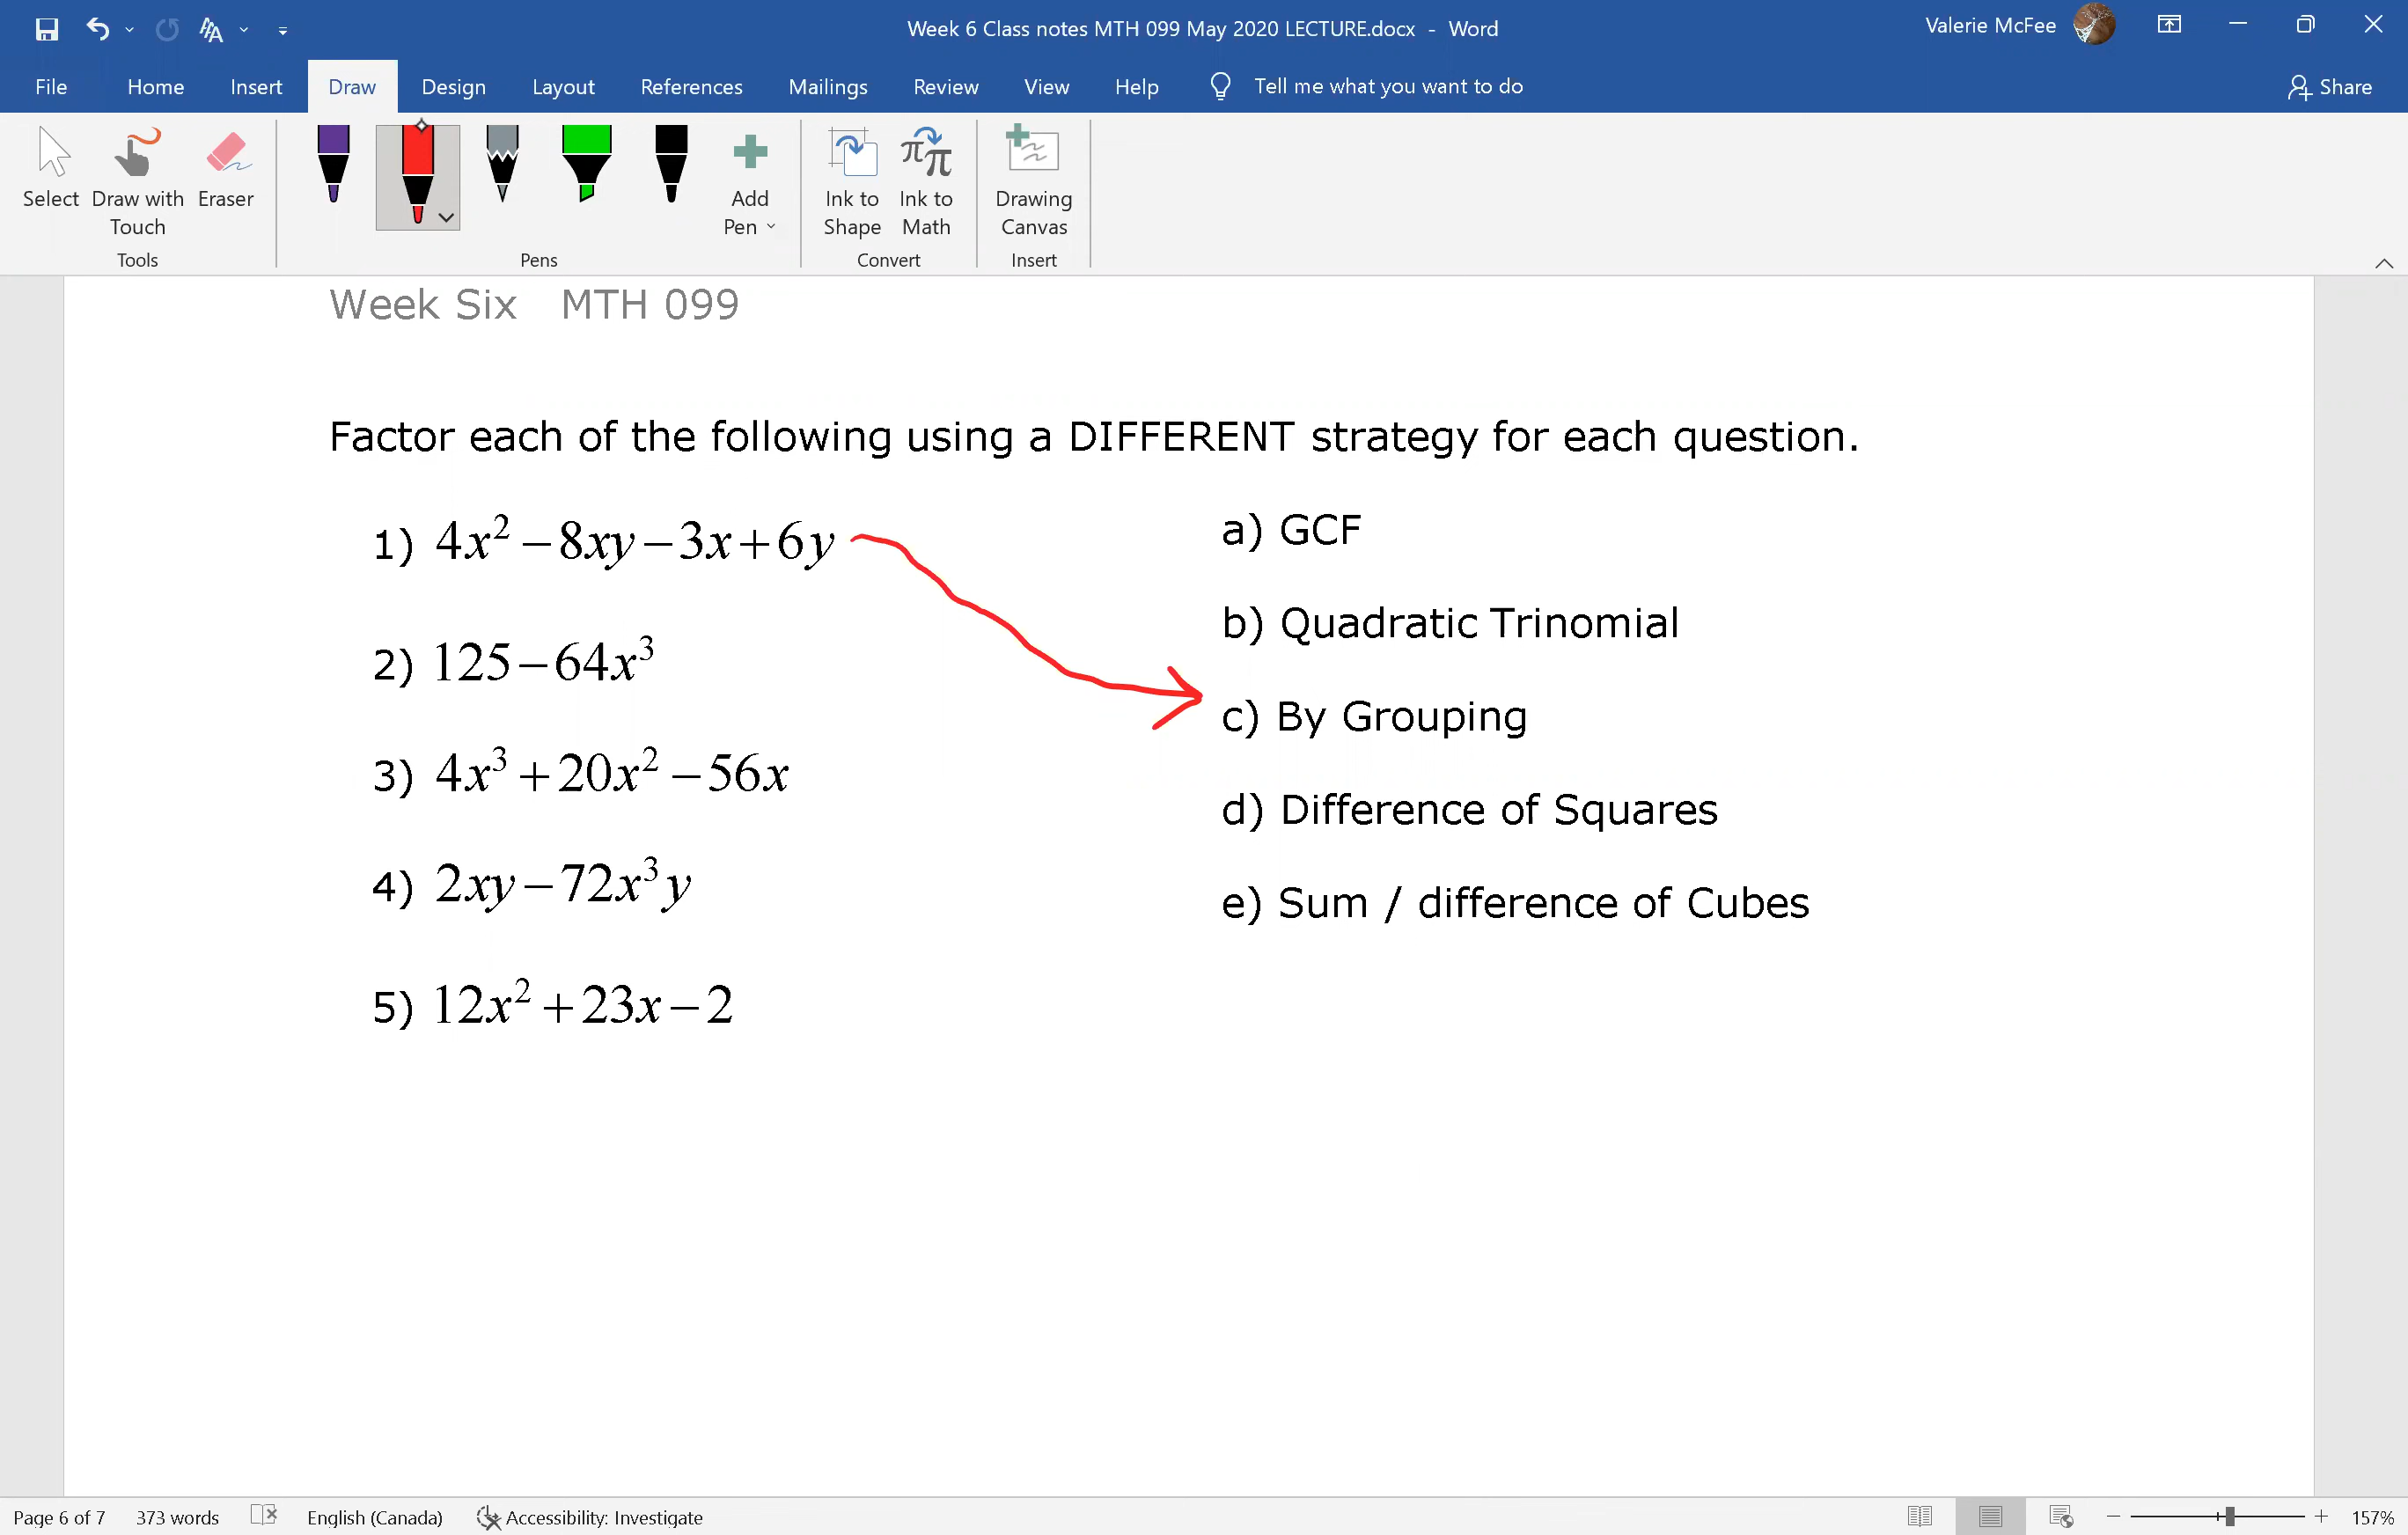 Week 6 Class notes MTH 099 May 2020 LECTURE.docx - Word
Valerie McFee
File Home Insert Draw Design Layout References Mailings Review View Help Tell me what you want to do Share
Select Draw with Touch Eraser
Add Pen
Ink to Shape Ink to Math
Drawing Canvas
Tools Pens Convert Insert
Week Six MTH 099
Factor each of the following using a DIFFERENT strategy for each question.
1) 4x² − 8xy − 3x + 6y
a) GCF
2) 125 − 64x³
b) Quadratic Trinomial
3) 4x³ + 20x² − 56x
c) By Grouping
4) 2xy − 72x³y
d) Difference of Squares
5) 12x² + 23x − 2
e) Sum / difference of Cubes
Page 6 of 7 373 words English (Canada) Accessibility: Investigate 157%